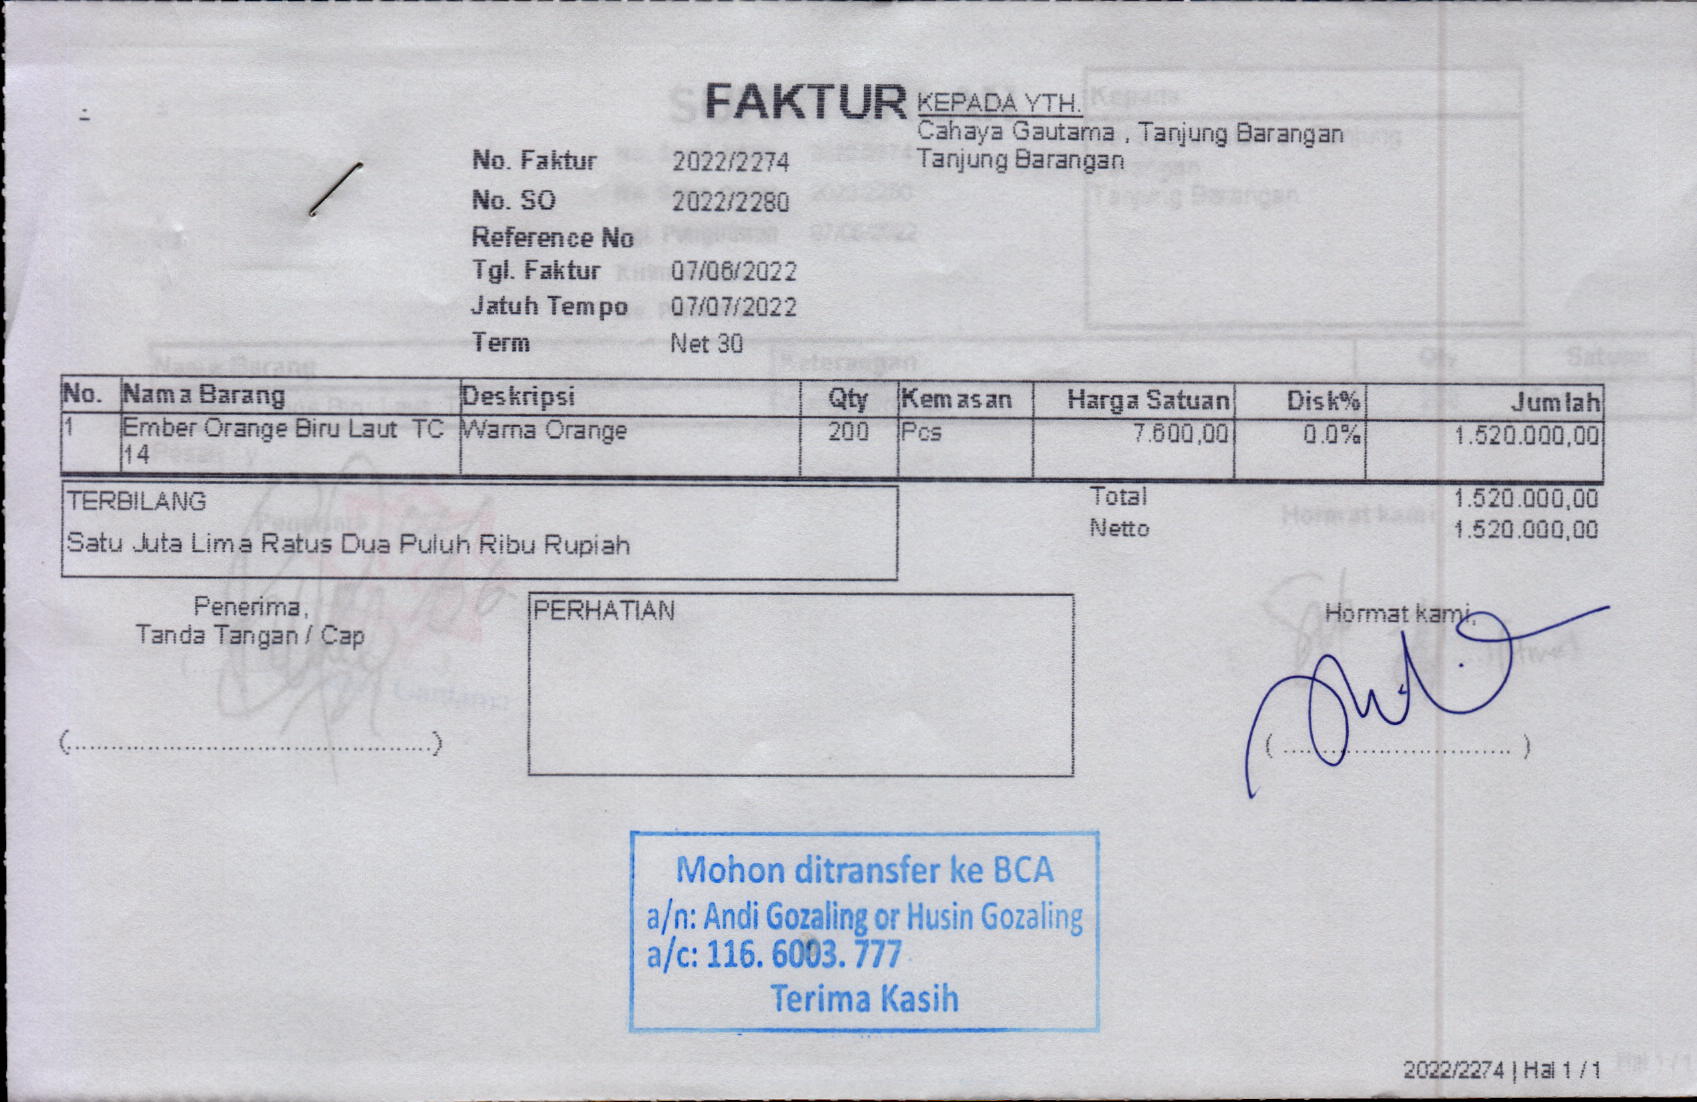 FAKTUR
KEPADA YTH.
Cahaya Gautama , Tanjung Barangan
Tanjung Barangan
No. Faktur 2022/2274
No. SO 2022/2280
Reference No
Tgl. Faktur 07/06/2022
Jatuh Tempo 07/07/2022
Term Net 30
No. Nama Barang Deskripsi Qty Kemasan Harga Satuan Disk% Jumlah
1 Ember Orange Biru Laut TC Warna Orange 200 Pcs 7.600,00 0.0% 1.520.000,00
14
TERBILANG
Satu Juta Lima Ratus Dua Puluh Ribu Rupiah
Total 1.520.000,00
Netto 1.520.000,00
Penerima,
Tanda Tangan / Cap
(................................................)
PERHATIAN
Hormat kami,
( ............................... )
Mohon ditransfer ke BCA
a/n: Andi Gozaling or Husin Gozaling
a/c: 116. 6003. 777
Terima Kasih
2022/2274 | Hal 1 / 1